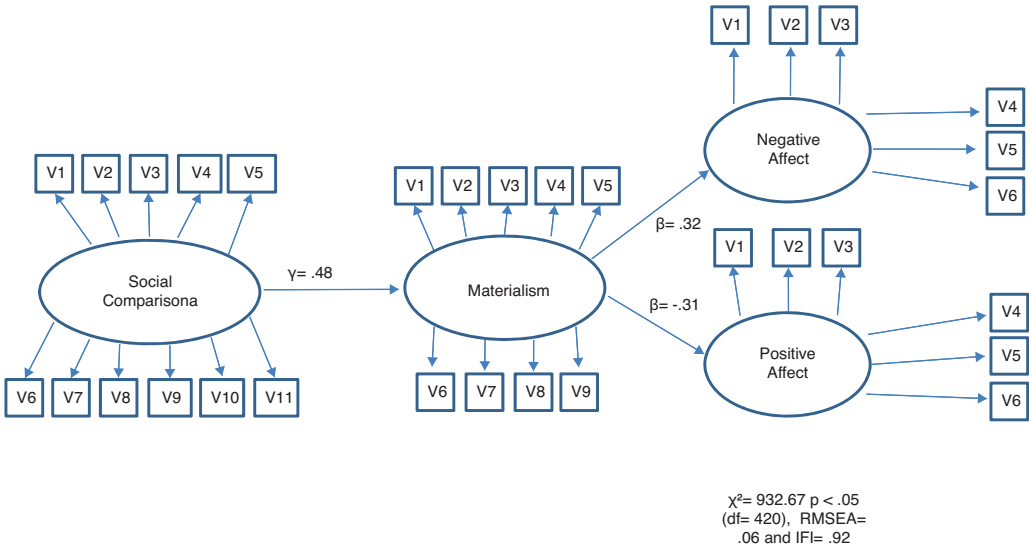 V1 V2 V3
Negative
Affect
V4
V5
V6
V1 V2 V3 V4 V5
Social
Comparisona
V6 V7 V8 V9 V10 V11
γ= .48
V1 V2 V3 V4 V5
Materialism
V6 V7 V8 V9
β= .32
β= -.31
V1 V2 V3
Positive
Affect
V4
V5
V6
χ²= 932.67 p < .05
(df= 420), RMSEA=
.06 and IFI= .92